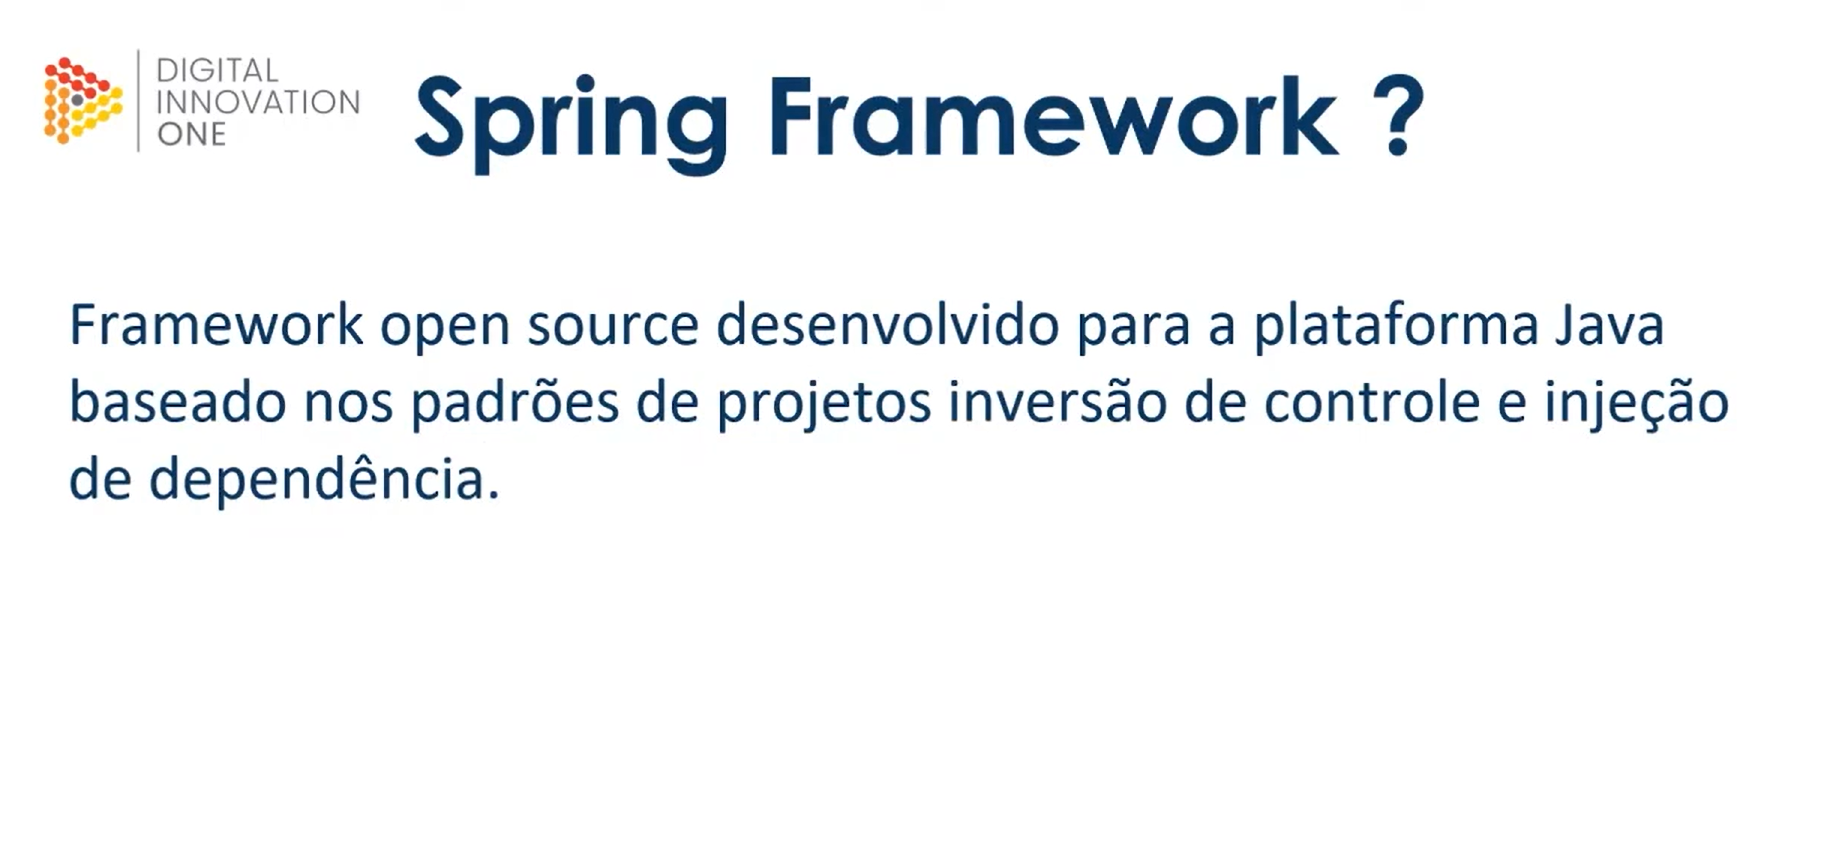 DIGITAL
INNOVATION
ONE
Spring Framework ?
Framework open source desenvolvido para a plataforma Java
baseado nos padrões de projetos inversão de controle e injeção
de dependência.